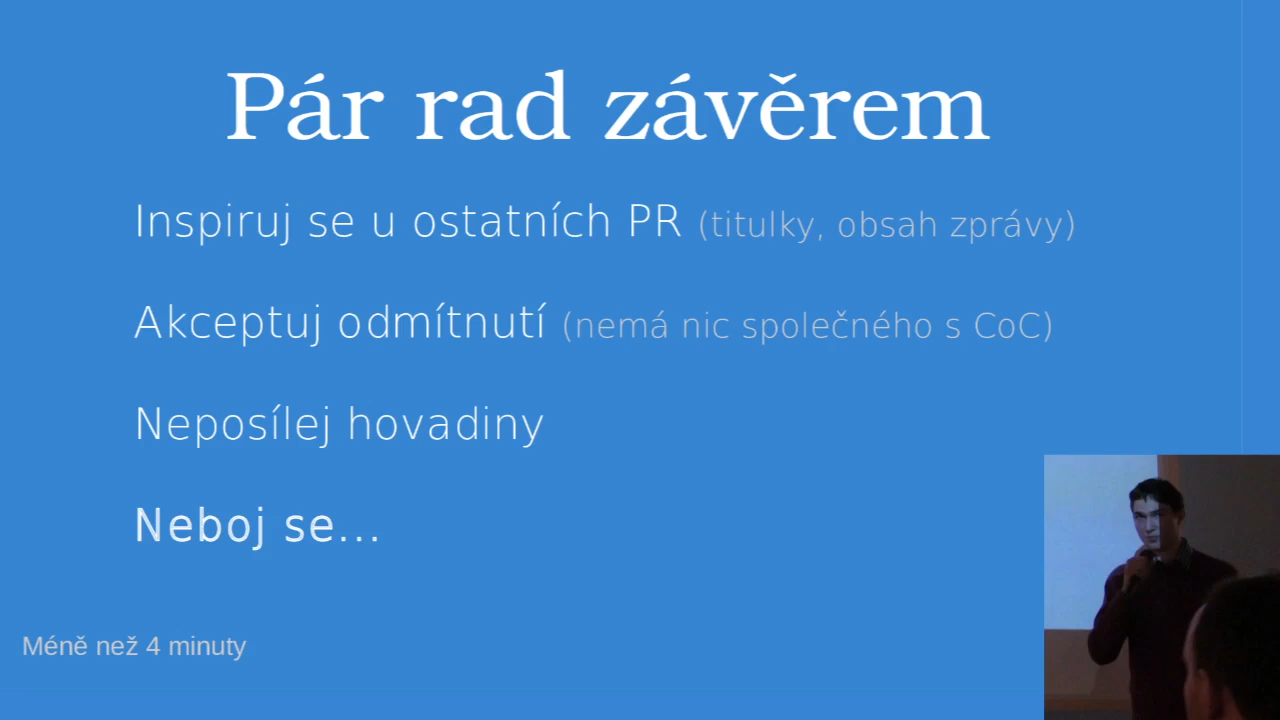 Pár rad závěrem
Inspiruj se u ostatních PR (titulky, obsah zprávy)
Akceptuj odmítnutí (nemá nic společného s CoC)
Neposílej hovadiny
Neboj se...
Méně než 4 minuty